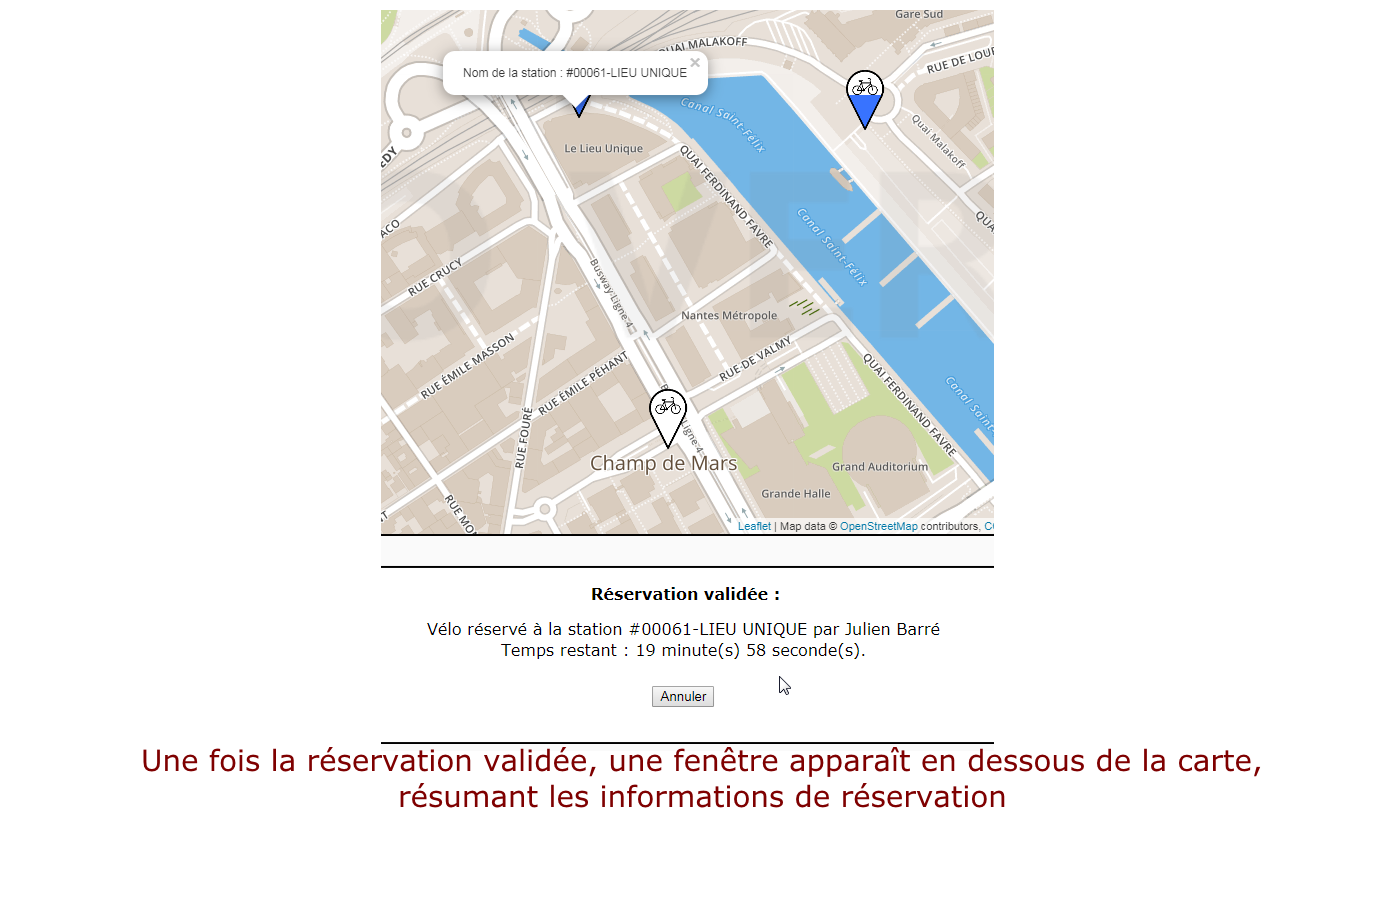 Gare Sud
QUAI MALAKOFF
RUE DE LOUR
×
Nom de la station : #00061-LIEU UNIQUE
Canal Saint-Félix
Quai Malakoff
Le Lieu Unique
QUAI FERDINAND FAVRE
Canal Saint-Félix
RUE CRUCY
Busway Ligne 4
Nantes Métropole
RUE DE VALMY
RUE ÉMILE MASSON
RUE ÉMILE PÉHANT
QUAI FERDINAND FAVRE
Canal Saint-
RUE FOURÉ
Ligne 4
Champ de Mars
Grand Auditorium
Grande Halle
RUE MON
Leaflet | Map data © OpenStreetMap contributors, C
Réservation validée :
Vélo réservé à la station #00061-LIEU UNIQUE par Julien Barré
Temps restant : 19 minute(s) 58 seconde(s).
Annuler
Une fois la réservation validée, une fenêtre apparaît en dessous de la carte,
résumant les informations de réservation